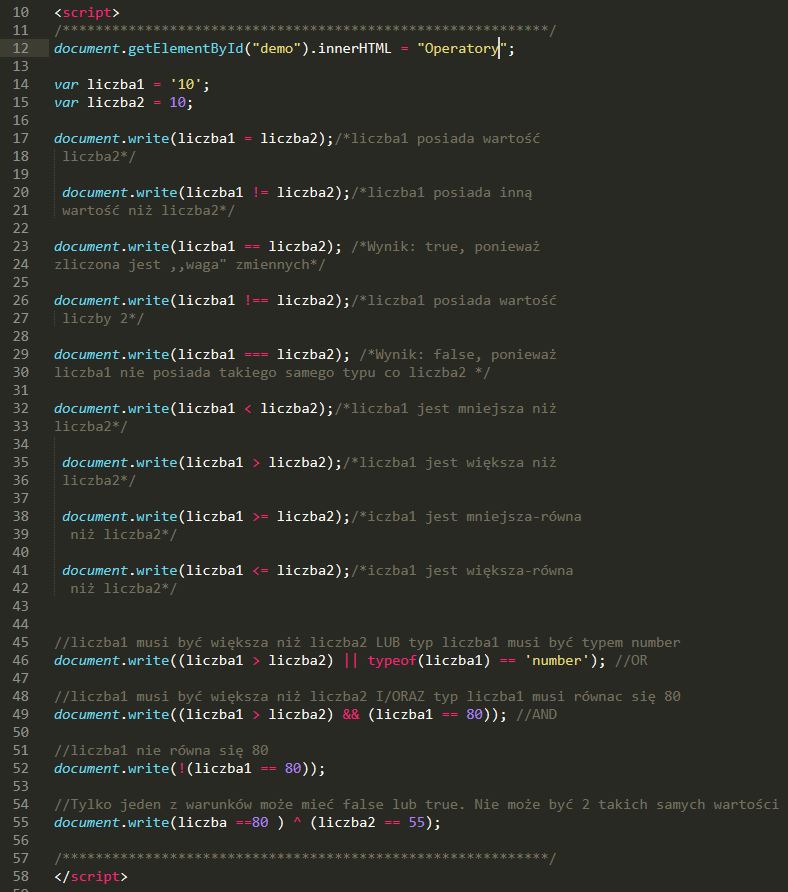 10 <script>
11 /***********************************************************/
12 document.getElementById("demo").innerHTML = "Operatory";
13
14 var liczba1 = '10';
15 var liczba2 = 10;
16
17 document.write(liczba1 = liczba2);/*liczba1 posiada wartość
18 liczba2*/
19
20 document.write(liczba1 != liczba2);/*liczba1 posiada inną
21 wartość niż liczba2*/
22
23 document.write(liczba1 == liczba2); /*Wynik: true, ponieważ
24 zliczona jest ,,waga" zmiennych*/
25
26 document.write(liczba1 !== liczba2);/*liczba1 posiada wartość
27 liczby 2*/
28
29 document.write(liczba1 === liczba2); /*Wynik: false, ponieważ
30 liczba1 nie posiada takiego samego typu co liczba2 */
31
32 document.write(liczba1 < liczba2);/*liczba1 jest mniejsza niż
33 liczba2*/
34
35 document.write(liczba1 > liczba2);/*liczba1 jest większa niż
36 liczba2*/
37
38 document.write(liczba1 >= liczba2);/*iczba1 jest mniejsza-równa
39 niż liczba2*/
40
41 document.write(liczba1 <= liczba2);/*iczba1 jest większa-równa
42 niż liczba2*/
43
44
45 //liczba1 musi być większa niż liczba2 LUB typ liczba1 musi być typem number
46 document.write((liczba1 > liczba2) || typeof(liczba1) == 'number'); //OR
47
48 //liczba1 musi być większa niż liczba2 I/ORAZ typ liczba1 musi równac się 80
49 document.write((liczba1 > liczba2) && (liczba1 == 80)); //AND
50
51 //liczba1 nie równa się 80
52 document.write(!(liczba1 == 80));
53
54 //Tylko jeden z warunków może mieć false lub true. Nie może być 2 takich samych wartości
55 document.write(liczba ==80 ) ^ (liczba2 == 55);
56
57 /***********************************************************/
58 </script>